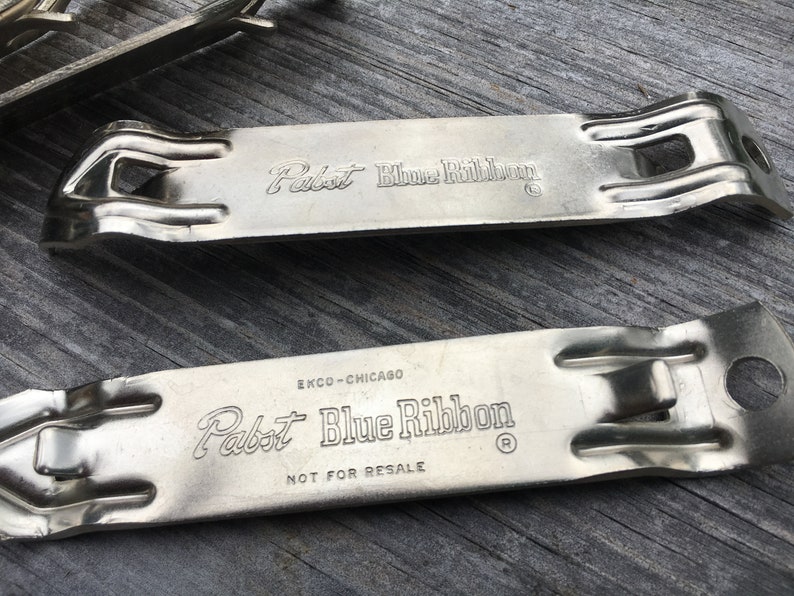 Pabst Blue Ribbon ®
EKCO-CHICAGO
Pabst Blue Ribbon ®
NOT FOR RESALE